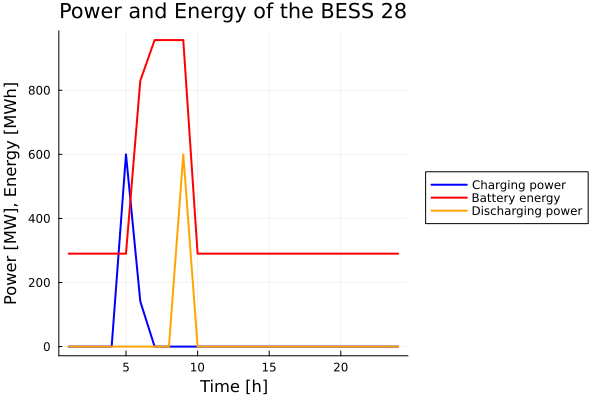 Power and Energy of the BESS 28
Power [MW], Energy [MWh]
800
600
400
200
0
5
10
15
20
Time [h]
Charging power
Battery energy
Discharging power